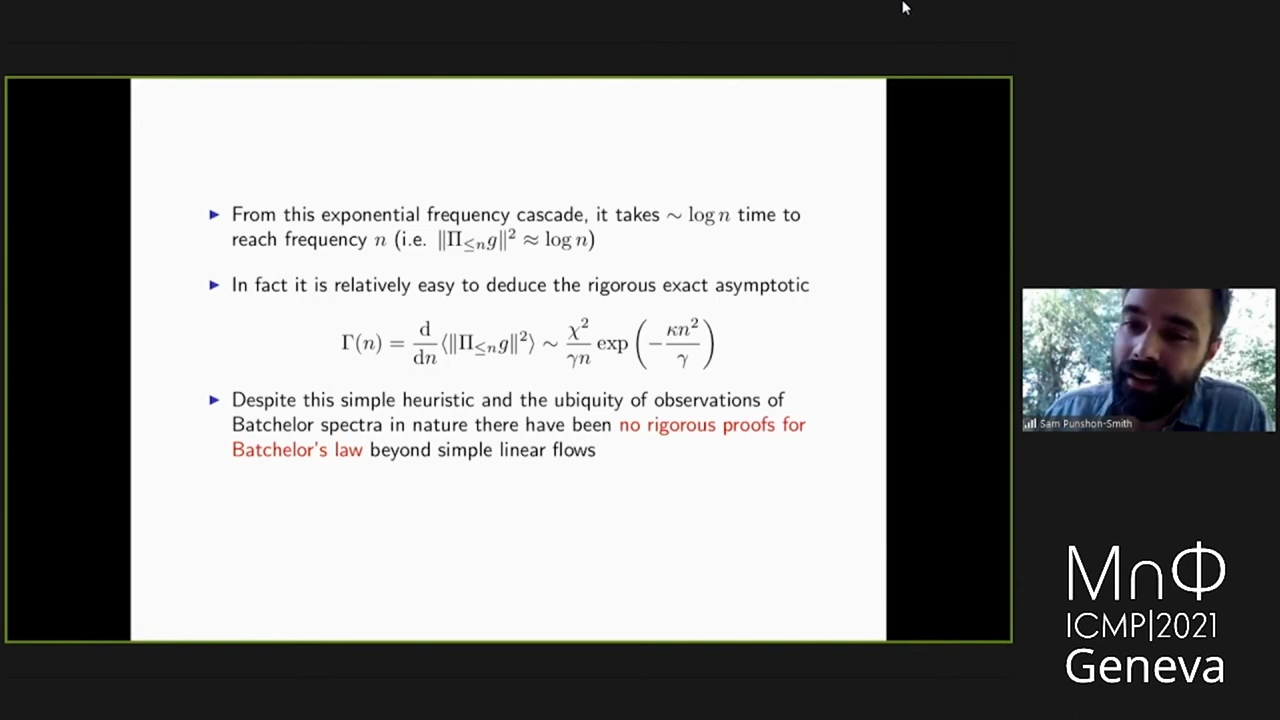 ► From this exponential frequency cascade, it takes ∼ log n time to
reach frequency n (i.e. ‖Π≤n g‖² ≈ log n)
► In fact it is relatively easy to deduce the rigorous exact asymptotic
Γ(n) = d/dn ⟨‖Π≤n g‖²⟩ ∼ χ²/γn exp(−κn²/γ)
► Despite this simple heuristic and the ubiquity of observations of
Batchelor spectra in nature there have been no rigorous proofs for
Batchelor's law beyond simple linear flows
Sam Punshon-Smith
M∩Φ
ICMP|2021
Geneva